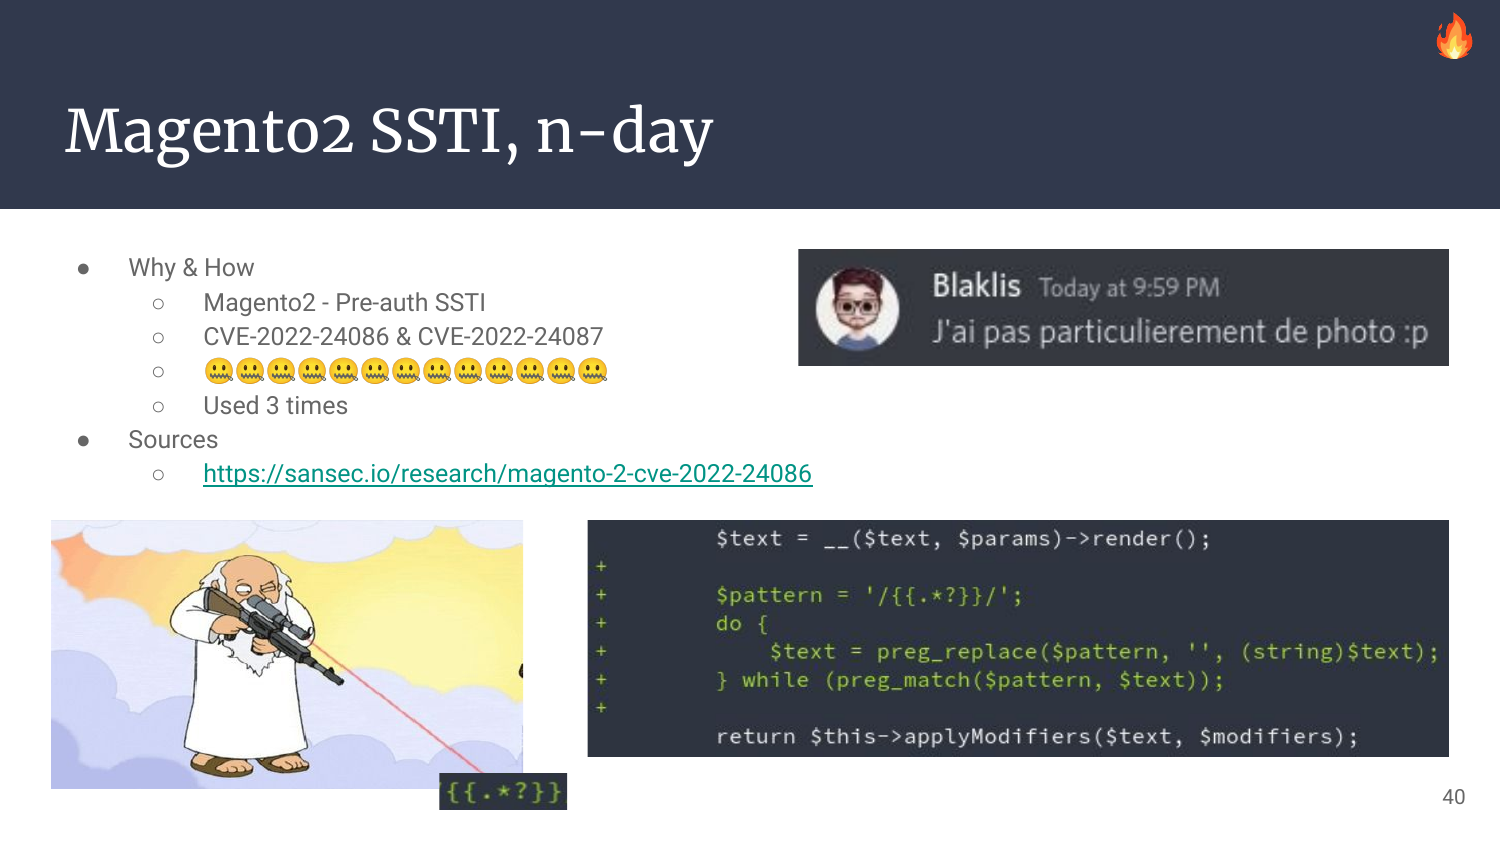 Magento2 SSTI, n-day
● Why & How
○ Magento2 - Pre-auth SSTI
○ CVE-2022-24086 & CVE-2022-24087
○ 🤐🤐🤐🤐🤐🤐🤐🤐🤐🤐🤐🤐🤐
○ Used 3 times
● Sources
○ https://sansec.io/research/magento-2-cve-2022-24086
Blaklis Today at 9:59 PM
J'ai pas particulierement de photo :p
{{.*?}}
$text = __($text, $params)->render();
+
+ $pattern = '/{{.*?}}/';
+ do {
+ $text = preg_replace($pattern, '', (string)$text);
+ } while (preg_match($pattern, $text));
+
return $this->applyModifiers($text, $modifiers);
40